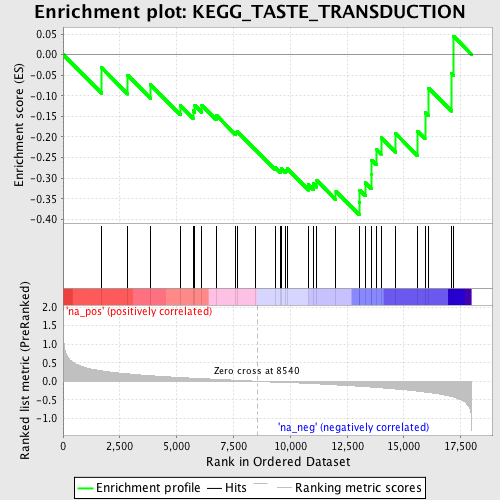 Enrichment plot: KEGG_TASTE_TRANSDUCTION
Enrichment score (ES)
0.05
0.00
-0.05
-0.10
-0.15
-0.20
-0.25
-0.30
-0.35
-0.40
'na_pos' (positively correlated)
Ranked list metric (PreRanked)
2.0
1.5
1.0
0.5
0.0
-0.5
-1.0
Zero cross at 8540
'na_neg' (negatively correlated)
0 2,500 5,000 7,500 10,000 12,500 15,000 17,500
Rank in Ordered Dataset
Enrichment profile Hits Ranking metric scores